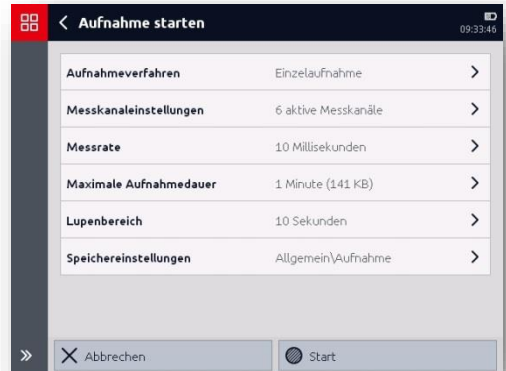 Aufnahme starten
09:33:46
Aufnahmeverfahren Einzelaufnahme
Messkanaleinstellungen 6 aktive Messkanäle
Messrate 10 Millisekunden
Maximale Aufnahmedauer 1 Minute (141 KB)
Lupenbereich 10 Sekunden
Speichereinstellungen Allgemein\Aufnahme
Abbrechen Start